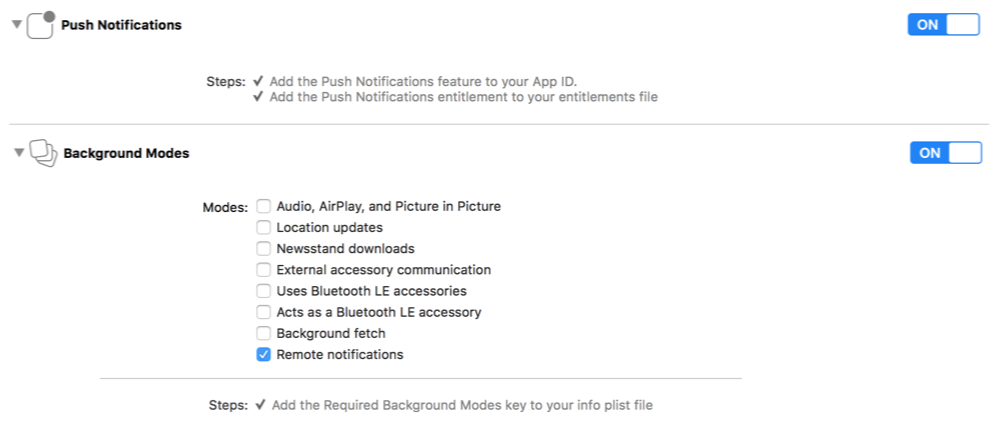 Push Notifications ON
Steps: ✓ Add the Push Notifications feature to your App ID.
✓ Add the Push Notifications entitlement to your entitlements file
Background Modes ON
Modes: Audio, AirPlay, and Picture in Picture
Location updates
Newsstand downloads
External accessory communication
Uses Bluetooth LE accessories
Acts as a Bluetooth LE accessory
Background fetch
Remote notifications
Steps: ✓ Add the Required Background Modes key to your info plist file